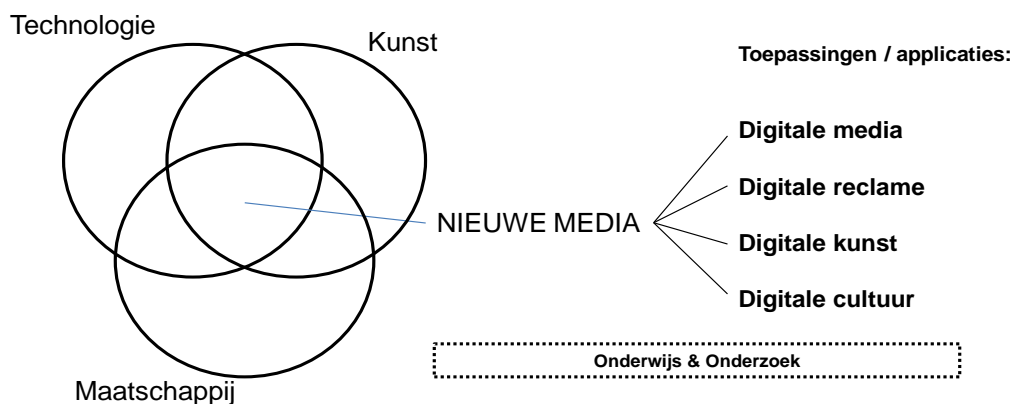 Technologie
Kunst
Toepassingen / applicaties:
Digitale media
Digitale reclame
NIEUWE MEDIA
Digitale kunst
Digitale cultuur
Onderwijs & Onderzoek
Maatschappij